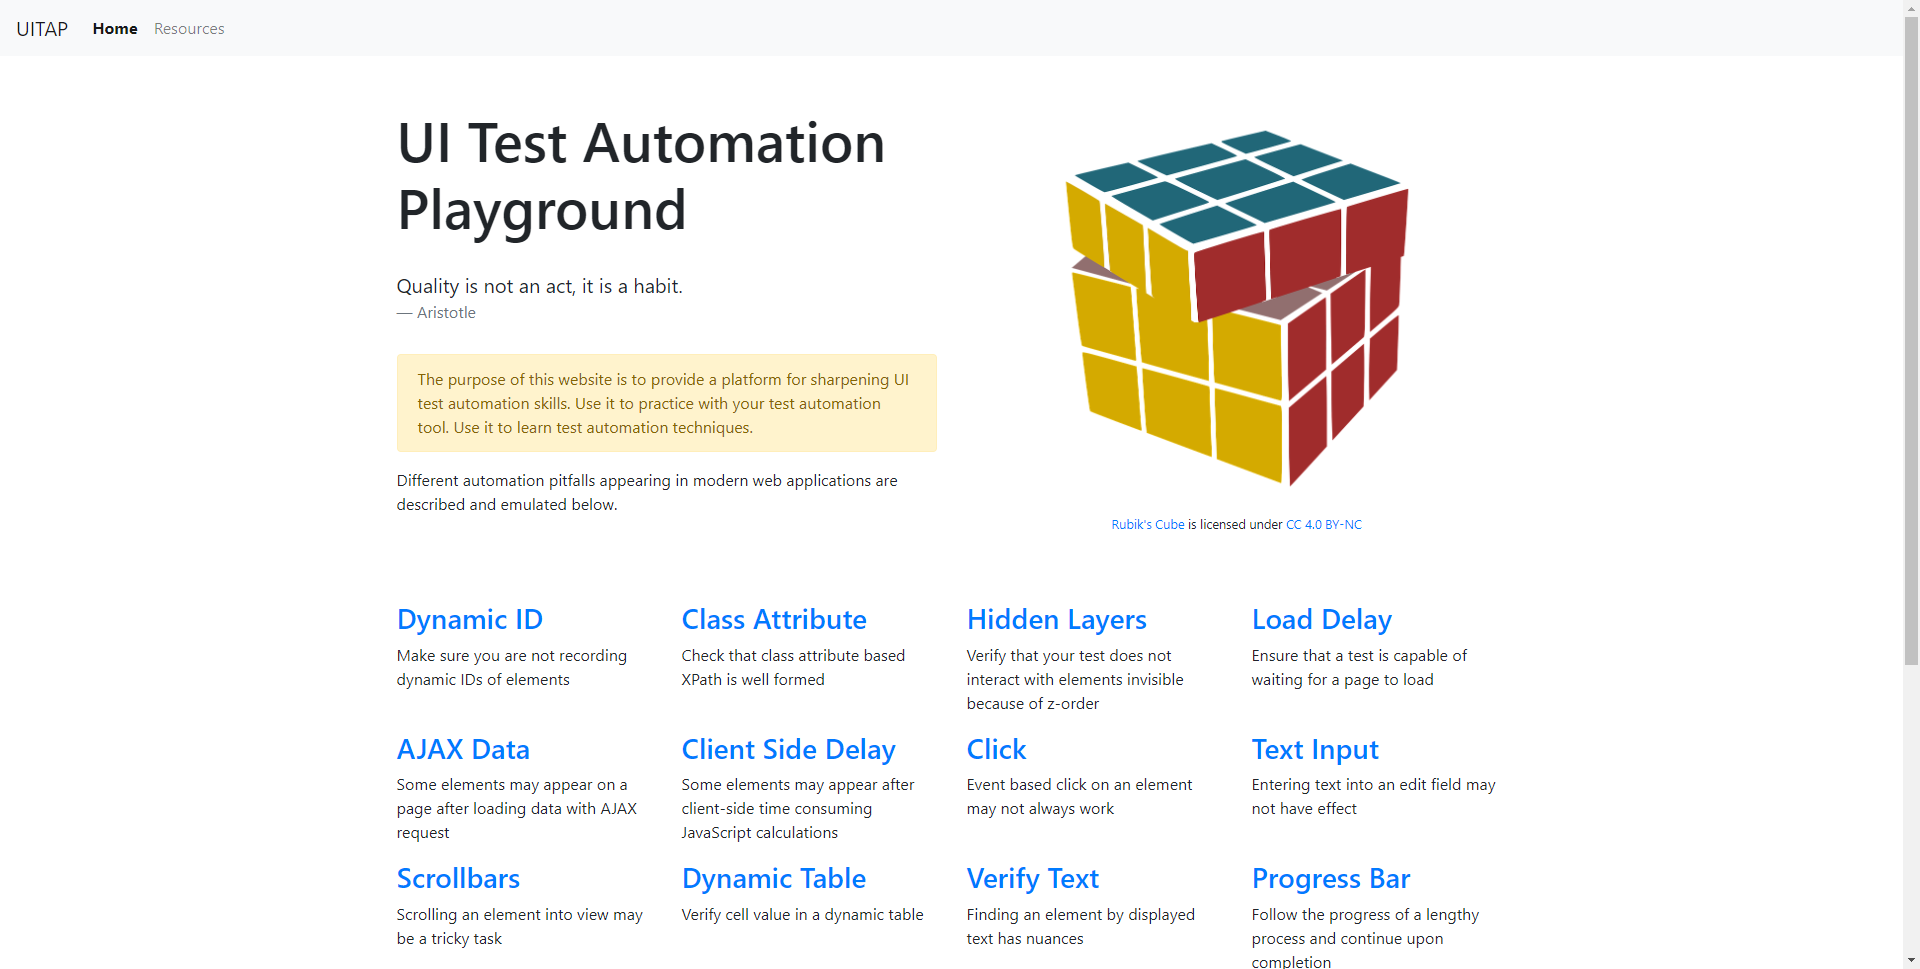 UITAP Home Resources
UI Test Automation
Playground
Quality is not an act, it is a habit.
— Aristotle
The purpose of this website is to provide a platform for sharpening UI
test automation skills. Use it to practice with your test automation
tool. Use it to learn test automation techniques.
Different automation pitfalls appearing in modern web applications are
described and emulated below.
Rubik's Cube is licensed under CC 4.0 BY-NC
Dynamic ID
Make sure you are not recording
dynamic IDs of elements
Class Attribute
Check that class attribute based
XPath is well formed
Hidden Layers
Verify that your test does not
interact with elements invisible
because of z-order
Load Delay
Ensure that a test is capable of
waiting for a page to load
AJAX Data
Some elements may appear on a
page after loading data with AJAX
request
Client Side Delay
Some elements may appear after
client-side time consuming
JavaScript calculations
Click
Event based click on an element
may not always work
Text Input
Entering text into an edit field may
not have effect
Scrollbars
Scrolling an element into view may
be a tricky task
Dynamic Table
Verify cell value in a dynamic table
Verify Text
Finding an element by displayed
text has nuances
Progress Bar
Follow the progress of a lengthy
process and continue upon
completion